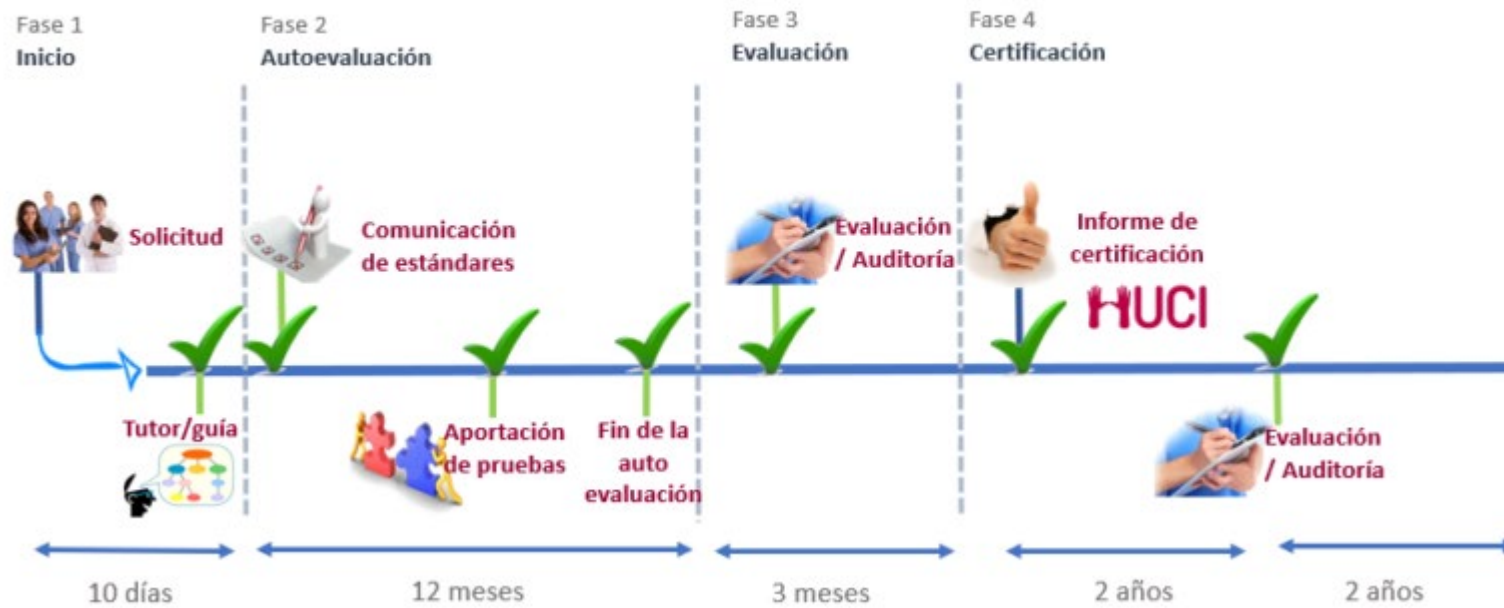 Fase 1
Inicio
Fase 2
Autoevaluación
Fase 3
Evaluación
Fase 4
Certificación
Solicitud
Comunicación
de estándares
Evaluación
/ Auditoría
Informe de
certificación
HUCI
Tutor/guía
Aportación
de pruebas
Fin de la
auto
evaluación
Evaluación
/ Auditoría
10 días
12 meses
3 meses
2 años
2 años